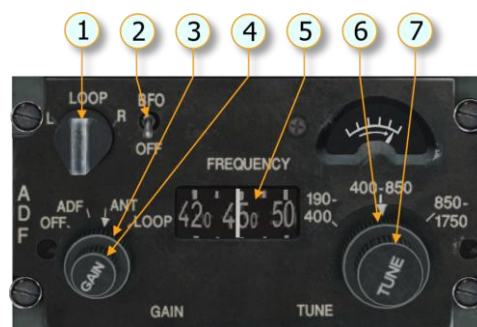 1 2 3 4 5 6 7
LOOP
BFO
L R
OFF
FREQUENCY
A
D
F
ADF ANT
OFF LOOP
GAIN
420 450 50
190-
400
400-850
850-
1750
TUNE
GAIN TUNE